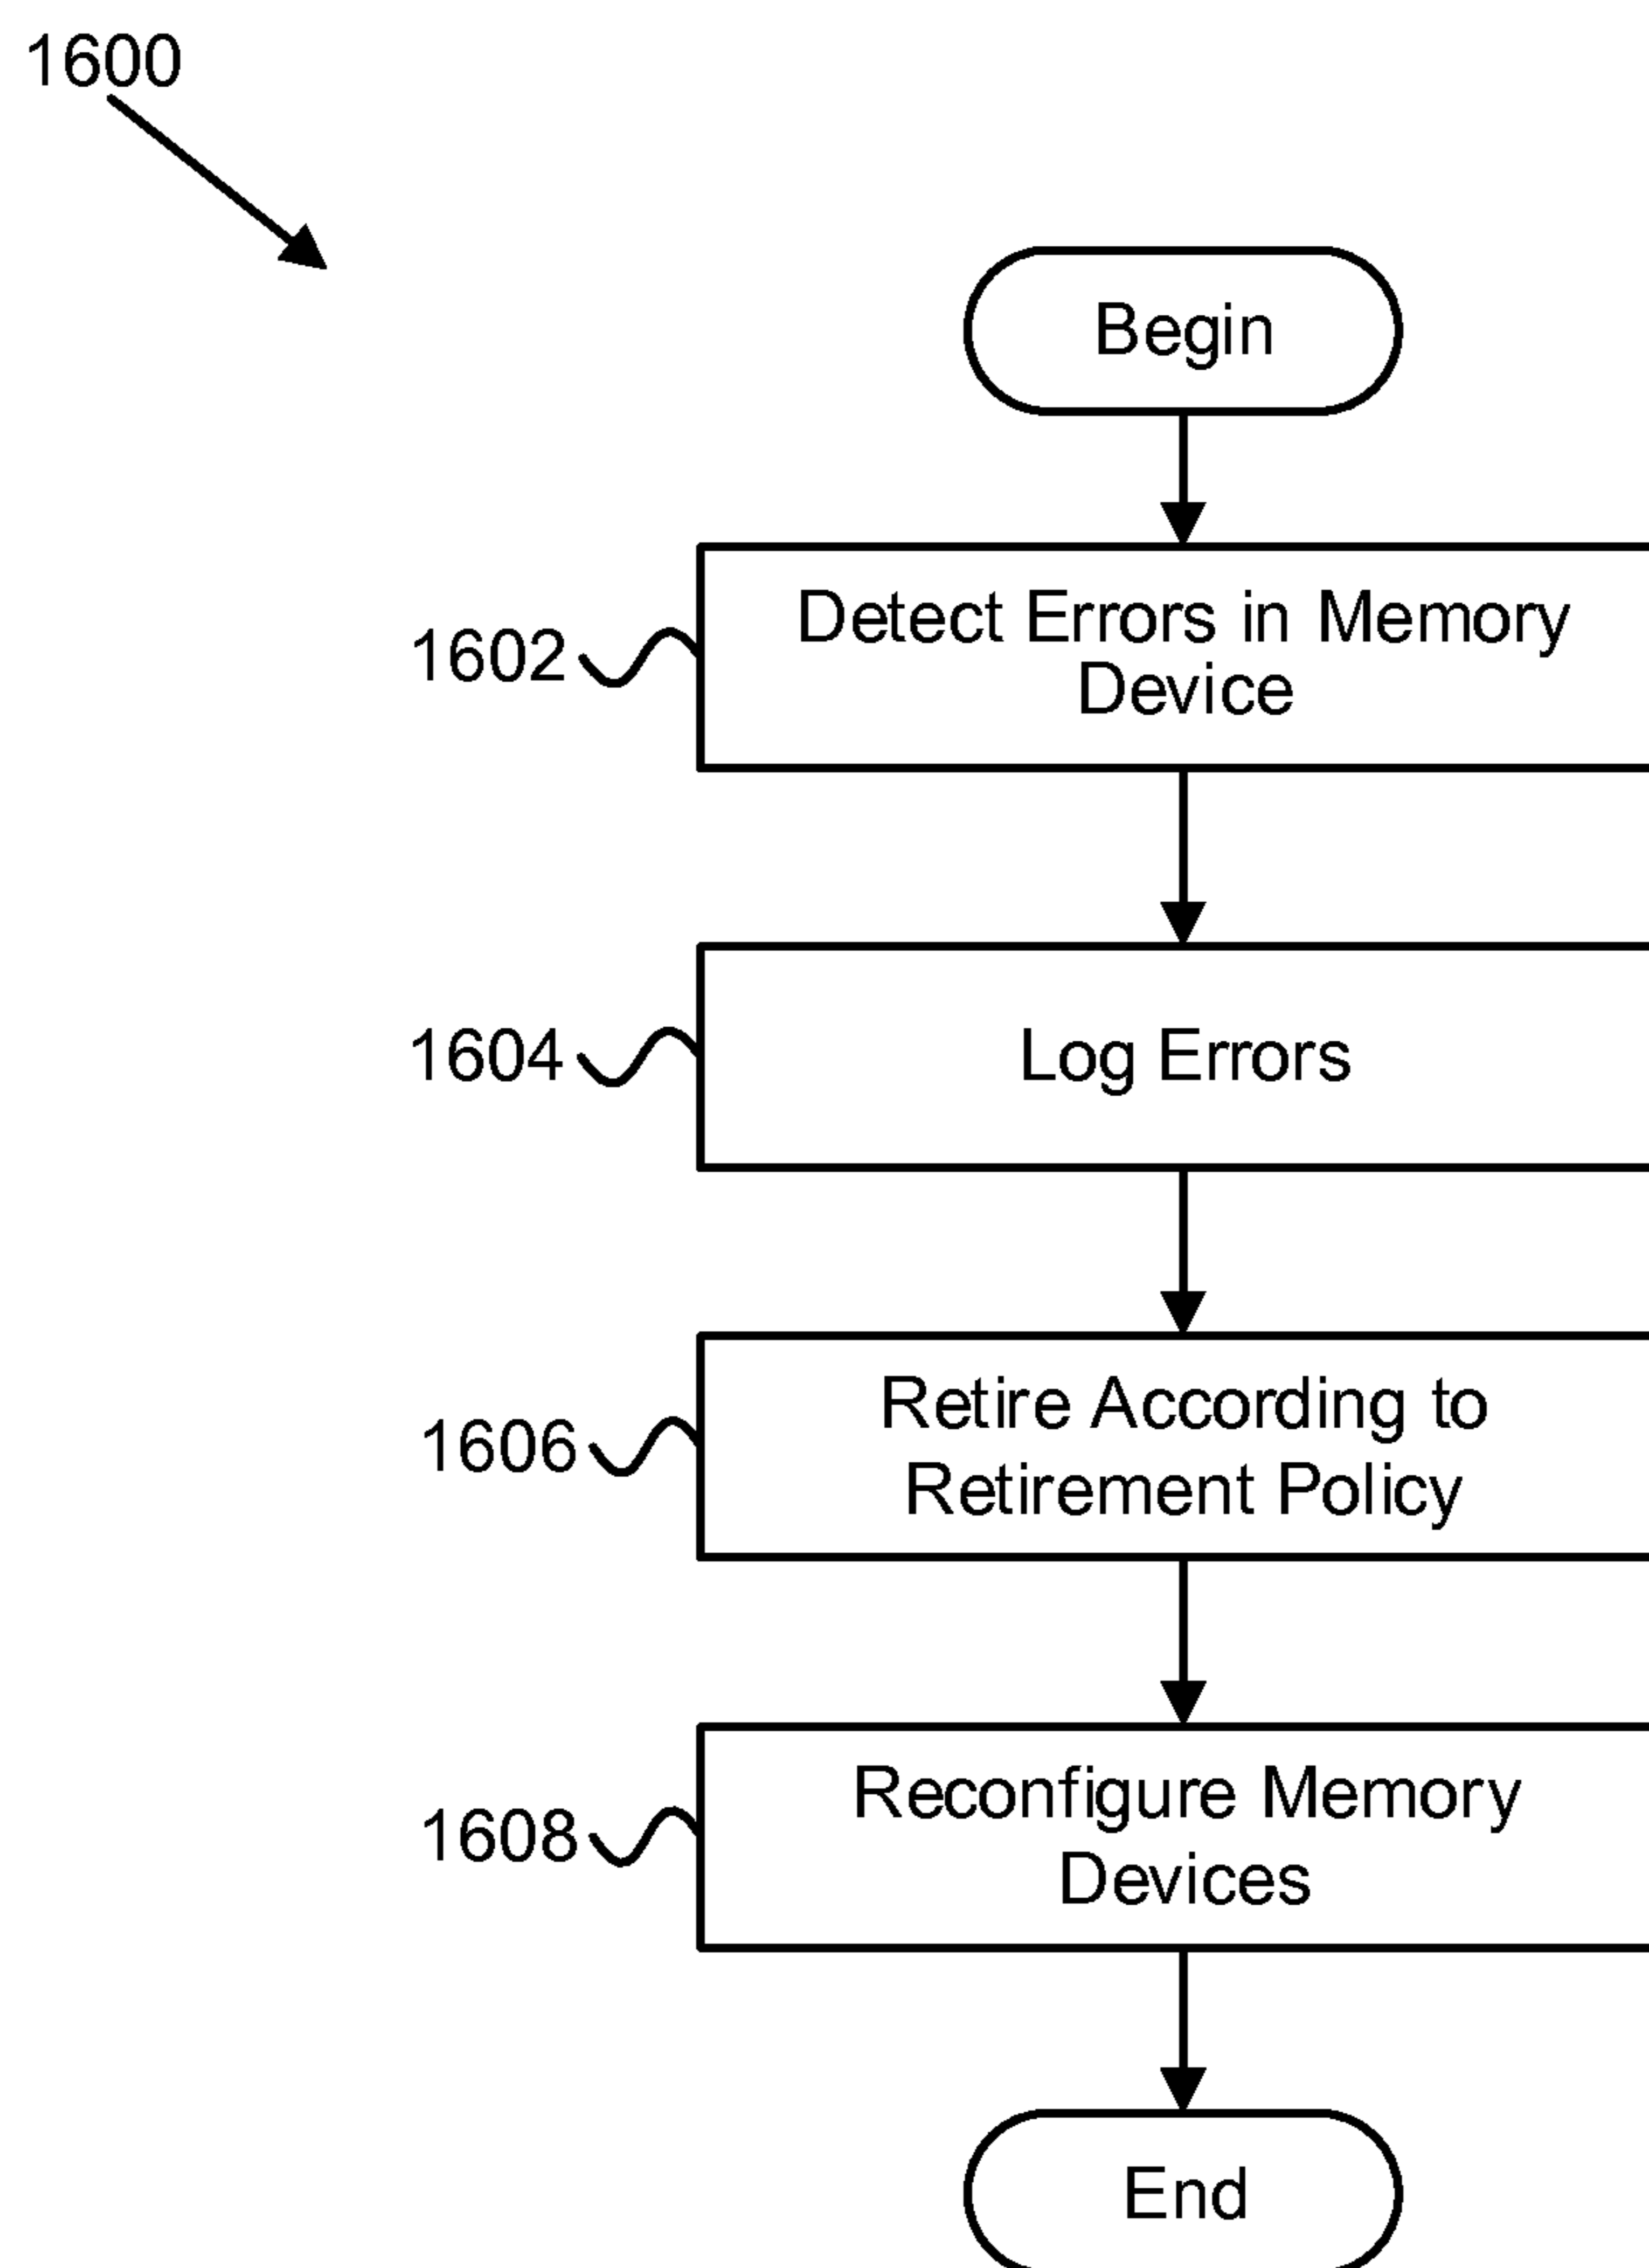 1600
Begin
1602
Detect Errors in Memory
Device
1604
Log Errors
1606
Retire According to
Retirement Policy
1608
Reconfigure Memory
Devices
End